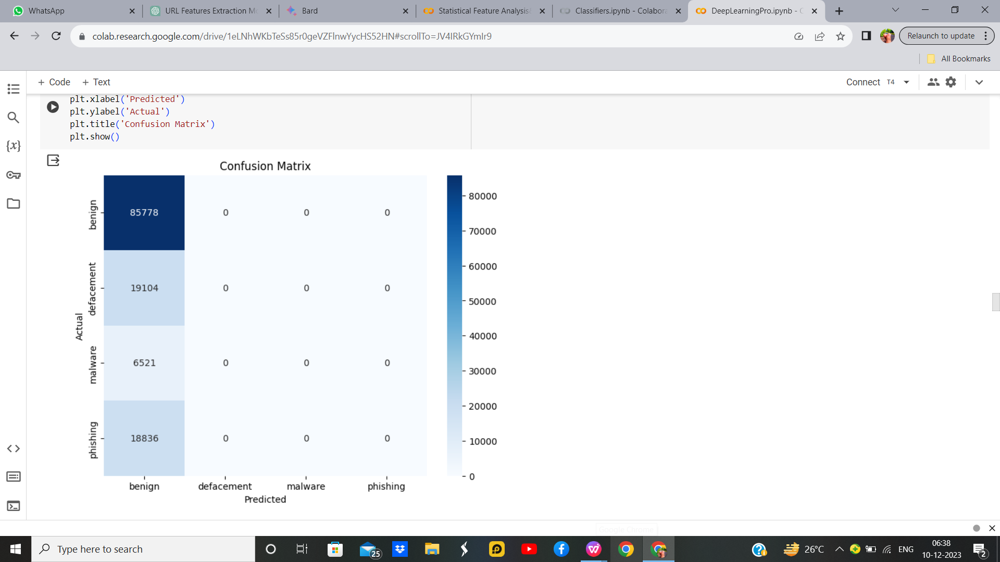 WhatsApp
URL Features Extraction Mo
Bard
Statistical Feature Analysis
Classifiers.ipynb - Colabora
DeepLearningPro.ipynb - C
colab.research.google.com/drive/1eLNhWKbTeSs85r0geVZFlnwYycHS52HN#scrollTo=JV4IRkGYmIr9
Relaunch to update
All Bookmarks
+ Code + Text
Connect T4
plt.xlabel('Predicted')
plt.ylabel('Actual')
plt.title('Confusion Matrix')
plt.show()
{x}
Confusion Matrix
Actual
benign
85778 0 0 0
defacement
19104 0 0 0
malware
6521 0 0 0
phishing
18836 0 0 0
benign defacement malware phishing
Predicted
80000
70000
60000
50000
40000
30000
20000
10000
0
Google Chrome
Type here to search
25
26°C
ENG
06:38
10-12-2023
2